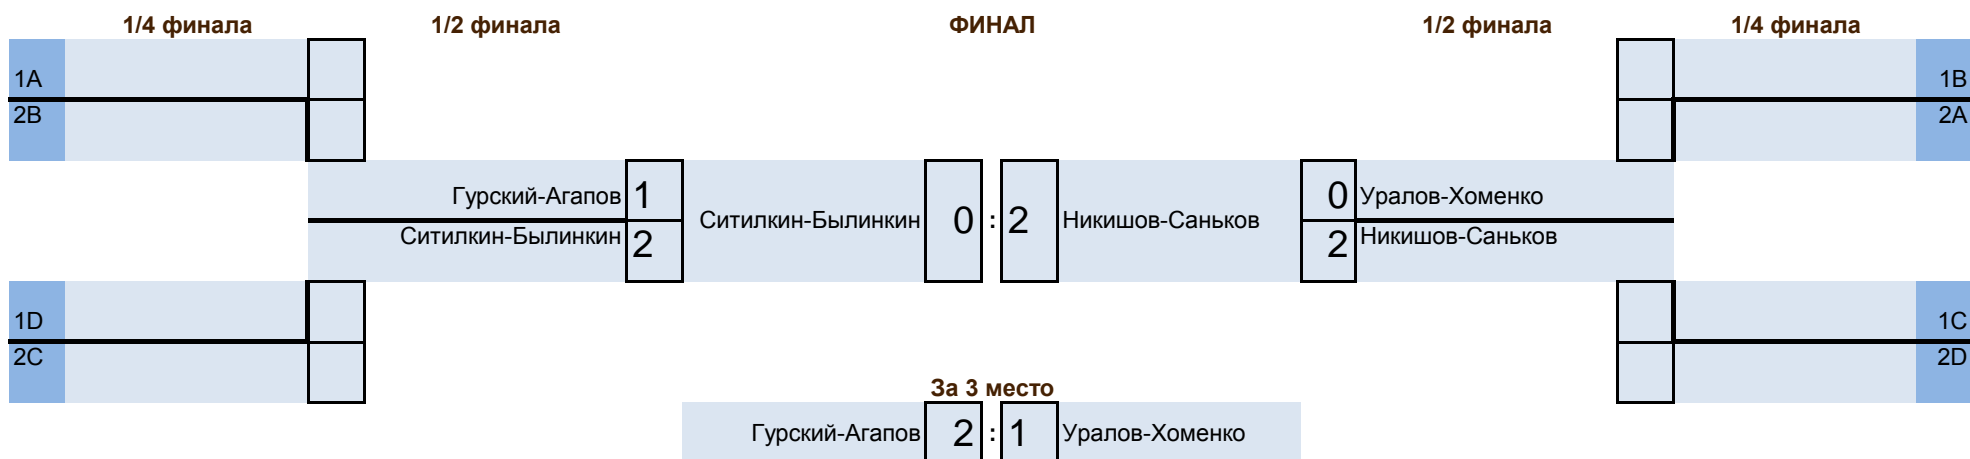 1/4 финала 1/2 финала ФИНАЛ 1/2 финала 1/4 финала
1A 1B
2B 2A
Гурский-Агапов 1 0 Уралов-Хоменко
Ситилкин-Былинкин 0 : 2 Никишов-Саньков
Ситилкин-Былинкин 2 2 Никишов-Саньков
1D 1C
2C 2D
За 3 место
Гурский-Агапов 2 : 1 Уралов-Хоменко